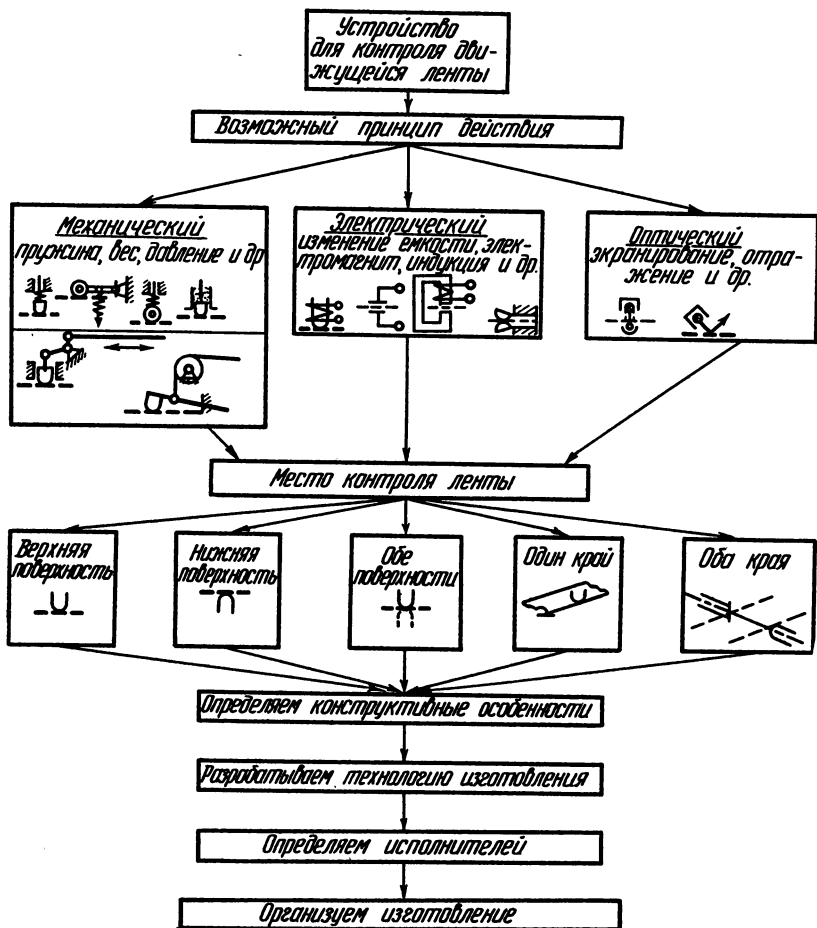 Устройство
для контроля дви-
жущейся ленты
Возможный принцип действия
Механический
пружина, вес, давление и др
Электрический
изменение емкости, элек-
тромагнит, индукция и др.
Оптический
экранирование, отра-
жение и др.
Место контроля ленты
Верхняя
поверхность
Нижняя
поверхность
Обе
поверхности
Один край
Оба края
Определяем конструктивные особенности
Разрабатываем технологию изготовления
Определяем исполнителей
Организуем изготовление